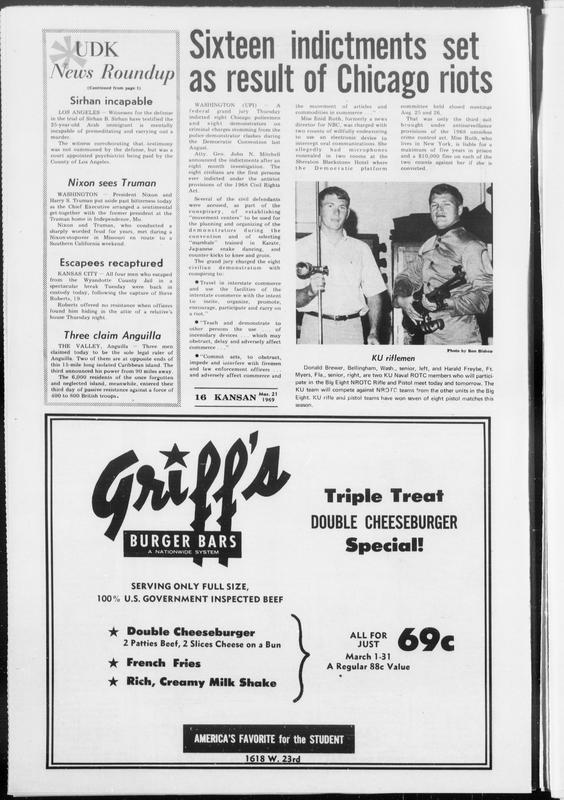 UDK
News Roundup
(Continued from page 1)
Sirhan incapable
LOS ANGELES — Witnesses for the defense
in the trial of Sirhan B. Sirhan have testified the
25-year-old Arab immigrant is mentally
incapable of premeditating and carrying out a
murder.
The witness corroborating that testimony
was not summoned by the defense, but was a
court appointed psychiatrist being paid by the
County of Los Angeles.
Nixon sees Truman
WASHINGTON — President Nixon and
Harry S. Truman put aside past bitterness today
as the Chief Executive arranged a sentimental
get-together with the former president at the
Truman home in Independence, Mo.
Nixon and Truman, who conducted a
sharply worded feud for years, met during a
Nixon stopover in Missouri en route to a
Southern California weekend.
Escapees recaptured
KANSAS CITY — All four men who escaped
from the Wyandotte County Jail in a
spectacular break Tuesday were back in
custody today, following the capture of Steve
Roberts, 19.
Roberts offered no resistance when officers
found him hiding in the attic of a relative's
house Thursday night.
Three claim Anguilla
THE VALLEY, Anguilla — Three men
claimed today to be the sole legal ruler of
Anguilla. Two of them are at opposite ends of
this 15-mile long isolated Caribbean island. The
third announced his power from 90 miles away.
The 6,000 residents of the once forgotten
and neglected island, meanwhile, entered their
third day of passive resistance against a force of
400 to 800 British troops.
Sixteen indictments set
as result of Chicago riots
WASHINGTON (UPI) — A
federal grand jury Thursday
indicted eight Chicago policemen
and eight demonstrators on
criminal charges stemming from the
police-demonstrator clashes during
the Democratic Convention last
August.
Atty. Gen. John N. Mitchell
announced the indictments after an
eight month investigation. The
eight civilians are the first persons
ever indicted under the antiriot
provisions of the 1968 Civil Rights
Act.
Several of the civil defendants
were accused, as part of the
conspiracy, of establishing
"movement centers" to be used for
the planning and organizing of the
demonstrators during the
convention and of selecting
"marshals" trained in Karate,
Japanese snake dancing, and
counter kicks to knee and groin.
The grand jury charged the eight
civilian demonstrators with
conspiring to:
● Travel in interstate commerce
and use the facilities of the
interstate commerce with the intent
to incite, organize, promote,
encourage, participate and carry on
a riot."
● "Teach and demonstrate to
other persons the use . . . of
incendiary devices . . . which may
obstruct, delay and adversely affect
commerce . . ."
● "Commit acts, to obstruct,
impede and interfere with firemen
and law enforcement officers . . .
and adversely affect commerce and
16 KANSAN Mar. 21
1969
the movement of articles and
commodities in commerce . . ."
Miss Enid Roth, formerly a news
director for NBC, was charged with
two counts of willfully endeavoring
to use an electronic device to
intercept oral communications. She
allegedly had microphones
concealed in two rooms at the
Sheraton Blackstone Hotel where
the Democratic platform
committee held closed meetings
Aug. 25 and 26.
That was only the third suit
brought under antisurveillance
provisions of the 1968 omnibus
crime control act. Miss Roth, who
lives in New York, is liable for a
maximum of five years in prison
and a $10,000 fine on each of the
two counts against her if she is
convicted.
Photo by Ron Bishop
KU riflemen
Donald Brewer, Bellingham, Wash., senior, left, and Harald Freybe, Ft.
Myers, Fla., senior, right, are two KU Naval ROTC members who will partici-
pate in the Big Eight NROTC Rifle and Pistol meet today and tomorrow. The
KU team will compete against NROTC teams from the other units in the Big
Eight. KU rifle and pistol teams have won seven of eight pistol matches this
season.
Griff's
BURGER BARS
A NATIONWIDE SYSTEM
Triple Treat
DOUBLE CHEESEBURGER
Special!
SERVING ONLY FULL SIZE,
100% U.S. GOVERNMENT INSPECTED BEEF
★ Double Cheeseburger
2 Patties Beef, 2 Slices Cheese on a Bun
★ French Fries
★ Rich, Creamy Milk Shake
ALL FOR
JUST 69c
March 1-31
A Regular 88c Value
AMERICA'S FAVORITE for the STUDENT
1618 W. 23rd